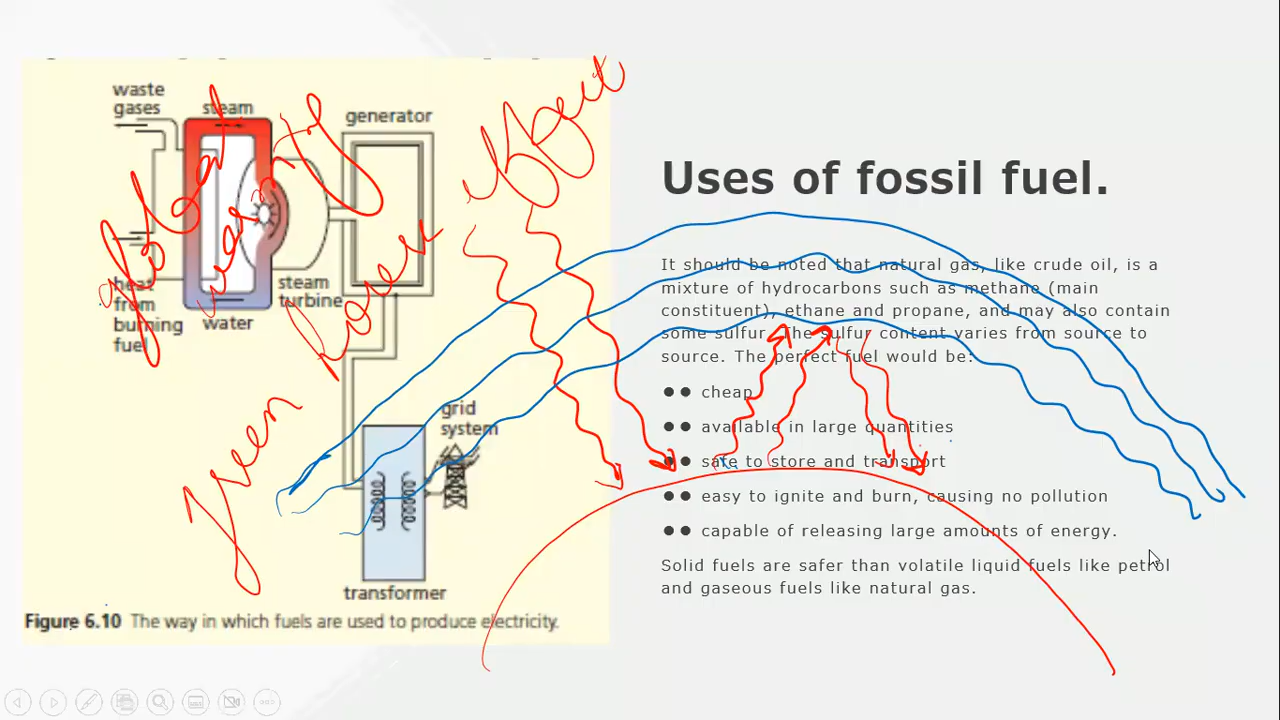 waste
gases
steam
generator
heat
from
burning
fuel
water
steam
turbine
grid
system
transformer
Figure 6.10 The way in which fuels are used to produce electricity.
global
warming
green house effect
Uses of fossil fuel.
It should be noted that natural gas, like crude oil, is a
mixture of hydrocarbons such as methane (main
constituent), ethane and propane, and may also contain
some sulfur. The sulfur content varies from source to
source. The perfect fuel would be:
●● cheap
●● available in large quantities
●● safe to store and transport
●● easy to ignite and burn, causing no pollution
●● capable of releasing large amounts of energy.
Solid fuels are safer than volatile liquid fuels like petrol
and gaseous fuels like natural gas.